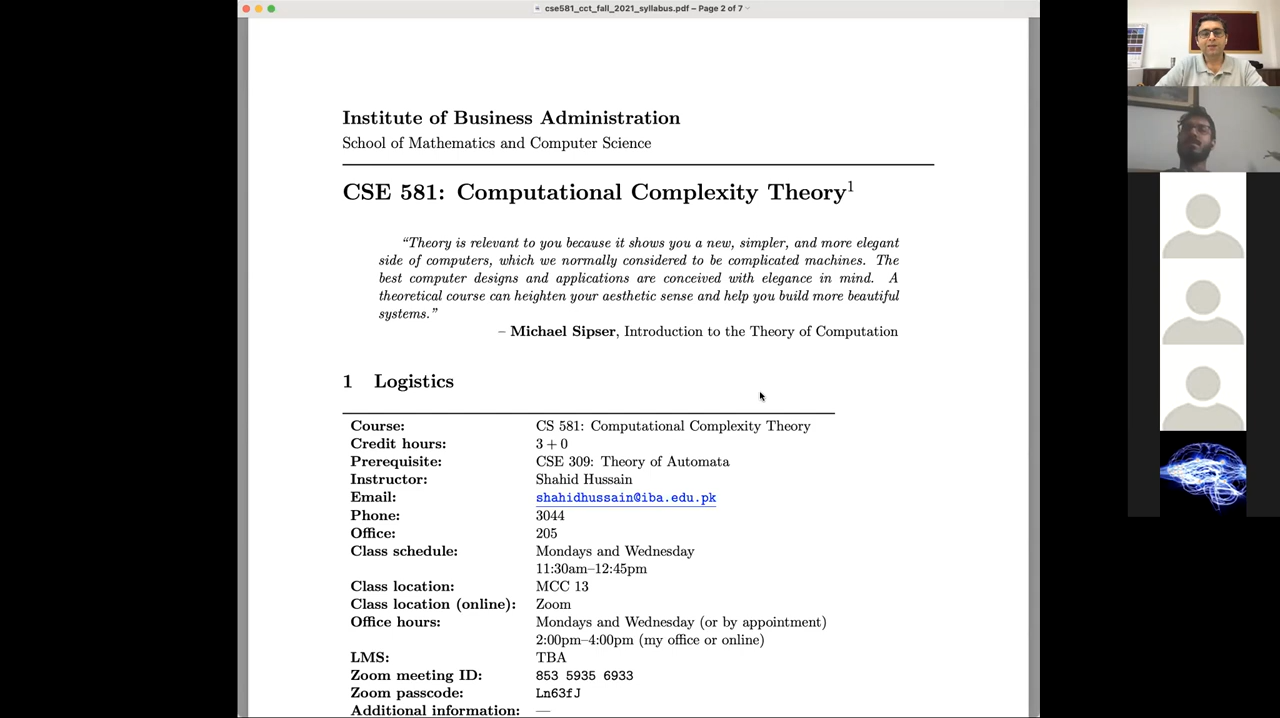 cse581_cct_fall_2021_syllabus.pdf – Page 2 of 7
Institute of Business Administration
School of Mathematics and Computer Science
CSE 581: Computational Complexity Theory1
“Theory is relevant to you because it shows you a new, simpler, and more elegant
side of computers, which we normally considered to be complicated machines. The
best computer designs and applications are conceived with elegance in mind. A
theoretical course can heighten your aesthetic sense and help you build more beautiful
systems.”
– Michael Sipser, Introduction to the Theory of Computation
1 Logistics
Course: CS 581: Computational Complexity Theory
Credit hours: 3 + 0
Prerequisite: CSE 309: Theory of Automata
Instructor: Shahid Hussain
Email: shahidhussain@iba.edu.pk
Phone: 3044
Office: 205
Class schedule: Mondays and Wednesday
11:30am–12:45pm
Class location: MCC 13
Class location (online): Zoom
Office hours: Mondays and Wednesday (or by appointment)
2:00pm–4:00pm (my office or online)
LMS: TBA
Zoom meeting ID: 853 5935 6933
Zoom passcode: Ln63fJ
Additional information: —